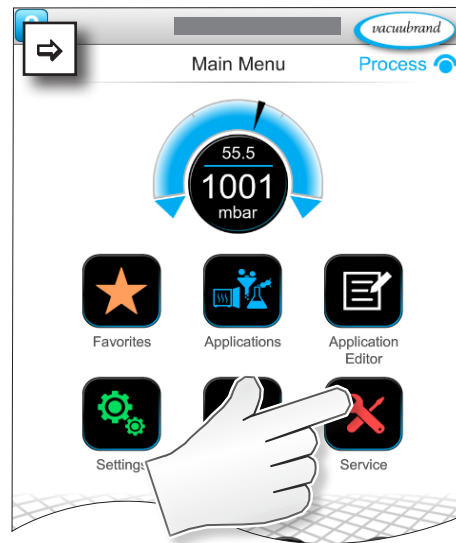 vacuubrand
Main Menu
Process
55.5
1001
mbar
Favorites
Applications
Application
Editor
Settings
Service